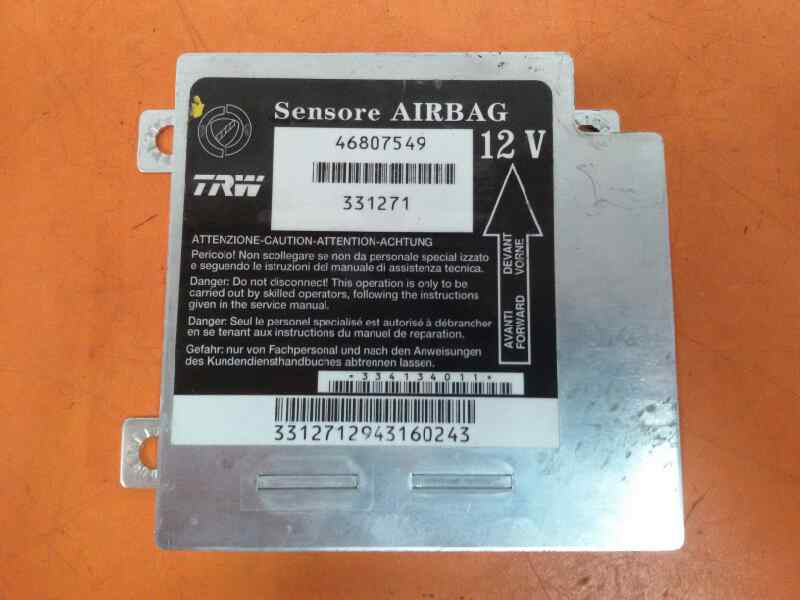 Sensore AIRBAG
46807549
12 V
TRW
331271
ATTENZIONE-CAUTION-ATTENTION-ACHTUNG
Pericolo! Non scollegare se non da personale specializzato
e seguendo le istruzioni del manuale di assistenza tecnica.
Danger: Do not disconnect! This operation is only to be
carried out by skilled operators, following the instructions
given in the service manual.
Danger: Seul le personel specialisé est autorisé à débrancher
en se tenant aux instructions du manuel de reparation.
Gefahr: nur von Fachpersonal und nach den Anweisungen
des Kundendiensthandbuches abtrennen lassen.
AVANTI DEVANT
FORWARD VORNE
*334134011*
3312712943160243